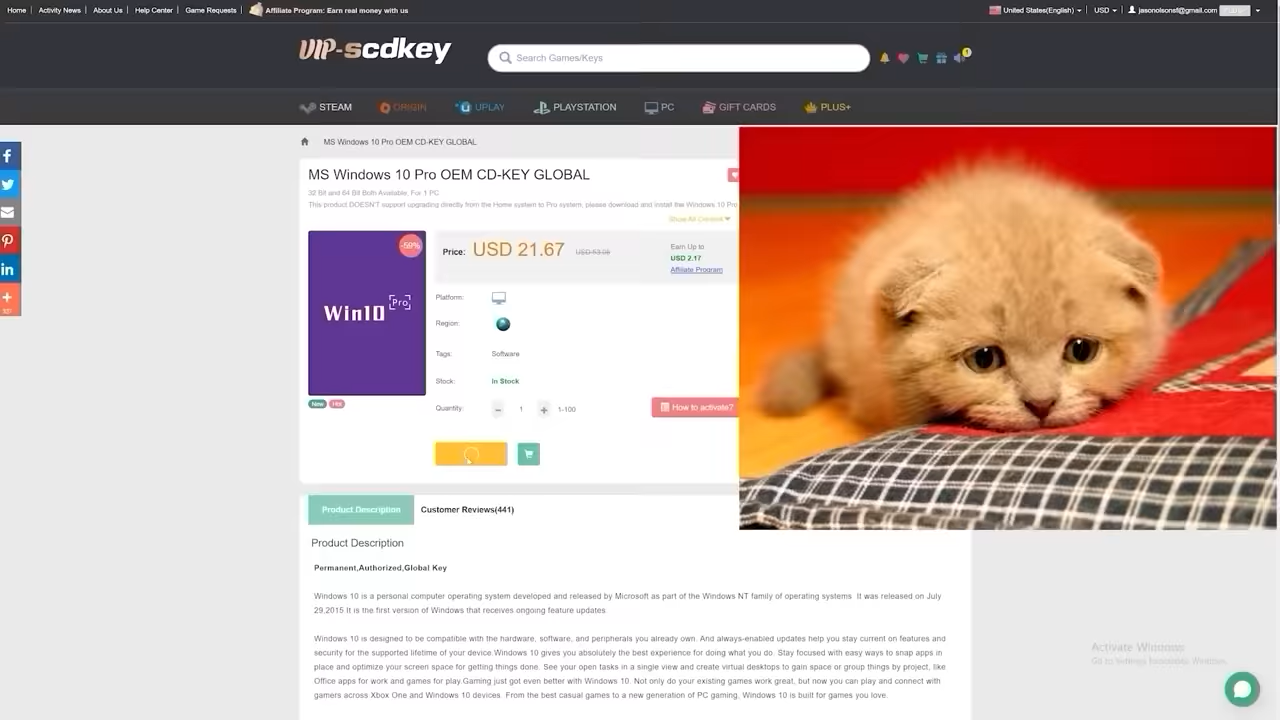 Home Activity News About Us Help Center Game Requests Affiliate Program: Earn real money with us United States(English) USD jasonolsonsf@gmail.com
VIP-scdkey
Search Games/Keys
1
STEAM ORIGIN UPLAY PLAYSTATION PC GIFT CARDS PLUS+
MS Windows 10 Pro OEM CD-KEY GLOBAL
MS Windows 10 Pro OEM CD-KEY GLOBAL
32 Bit and 64 Bit Both Available, For 1 PC
This product DOESN'T support upgrading directly from the Home system to Pro system, please download and install the Windows 10 Pro
Show All Content
-59%
Price: USD 21.67 USD 53.06
Earn Up to
USD 2.17
Affiliate Program
Win10 Pro
Platform:
Region:
Tags: Software
Stock: In Stock
New Hot
Quantity: - 1 + 1-100
How to activate?
Product Description Customer Reviews(441)
Product Description
Permanent,Authorized,Global Key
Windows 10 is a personal computer operating system developed and released by Microsoft as part of the Windows NT family of operating systems It was released on July
29,2015 It is the first version of Windows that receives ongoing feature updates
Windows 10 is designed to be compatible with the hardware, software, and peripherals you already own. And always-enabled updates help you stay current on features and
security for the supported lifetime of your device.Windows 10 gives you absolutely the best experience for doing what you do. Stay focused with easy ways to snap apps in
place and optimize your screen space for getting things done. See your open tasks in a single view and create virtual desktops to gain space or group things by project, like
Office apps for work and games for play.Gaming just got even better with Windows 10. Not only do your existing games work great, but now you can play and connect with
gamers across Xbox One and Windows 10 devices. From the best casual games to a new generation of PC gaming, Windows 10 is built for games you love.
Activate Windows
Go to Settings to activate Windows.